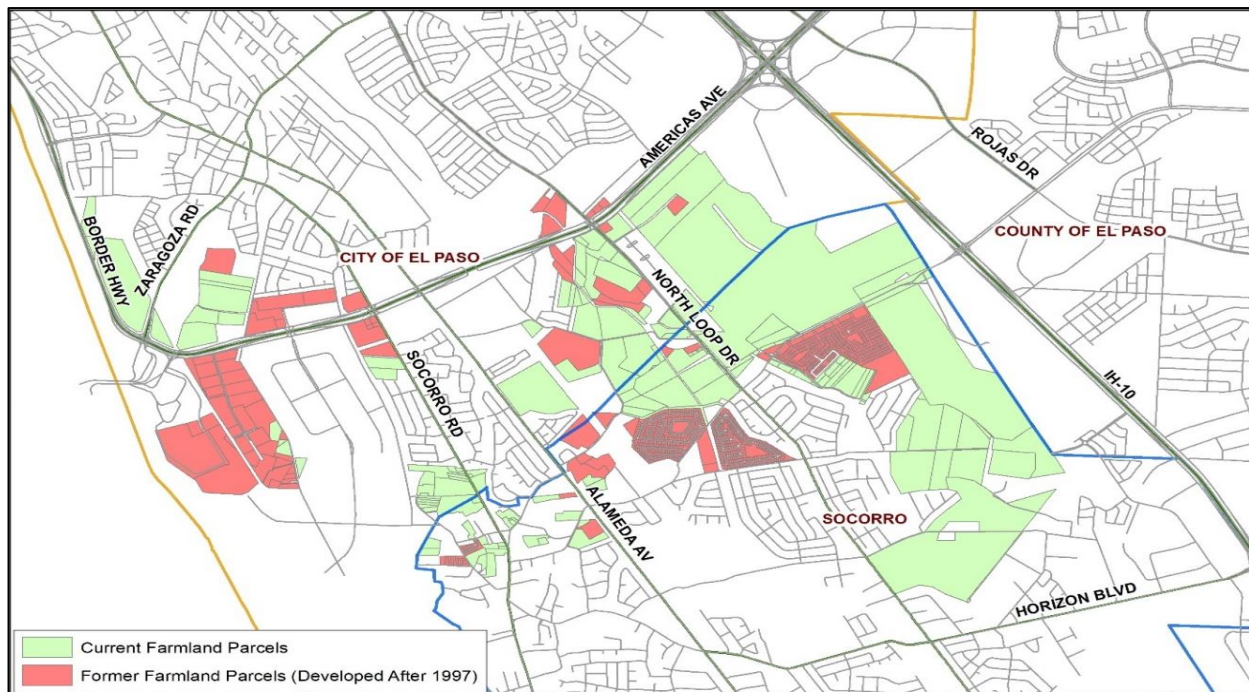 AMERICAS AVE
ROJAS DR
BORDER HWY
ZARAGOZA RD
CITY OF EL PASO
COUNTY OF EL PASO
NORTH LOOP DR
SOCORRO RD
IH-10
ALAMEDA AV
SOCORRO
HORIZON BLVD
Current Farmland Parcels
Former Farmland Parcels (Developed After 1997)